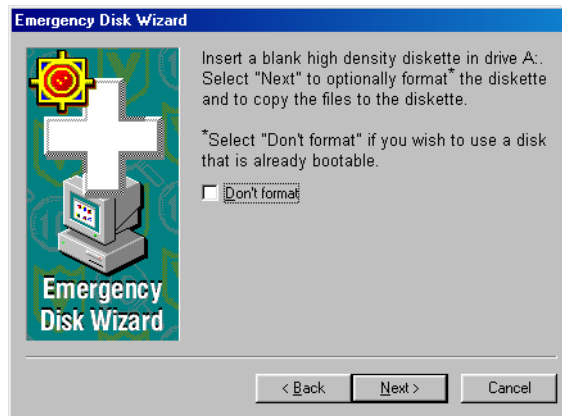 Emergency Disk Wizard
Insert a blank high density diskette in drive A:.
Select "Next" to optionally format* the diskette
and to copy the files to the diskette.
*Select "Don't format" if you wish to use a disk
that is already bootable.
Don't format
Emergency
Disk Wizard
< Back
Next >
Cancel